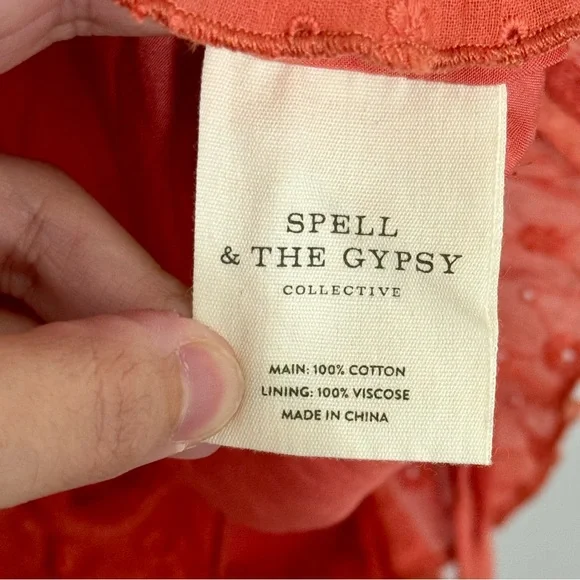 SPELL
& THE GYPSY
COLLECTIVE
MAIN: 100% COTTON
LINING: 100% VISCOSE
MADE IN CHINA